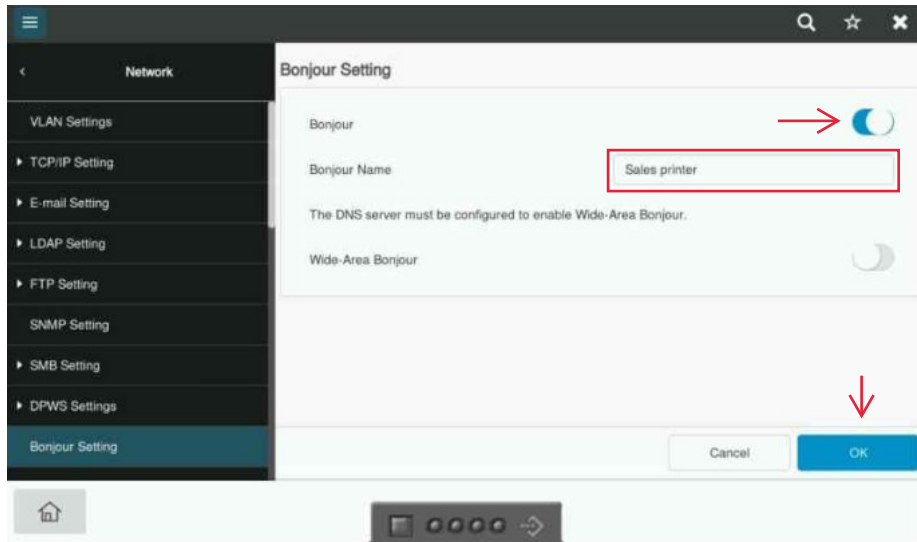 Network
VLAN Settings
TCP/IP Setting
E-mail Setting
LDAP Setting
FTP Setting
SNMP Setting
SMB Setting
DPWS Settings
Bonjour Setting
Bonjour Setting
Bonjour
Bonjour Name
Sales printer
The DNS server must be configured to enable Wide-Area Bonjour.
Wide-Area Bonjour
Cancel
OK